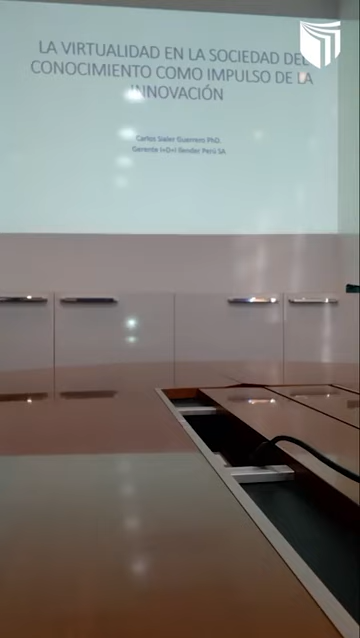 LA VIRTUALIDAD EN LA SOCIEDAD DEL
CONOCIMIENTO COMO IMPULSO DE LA
INNOVACIÓN
Carlos Sialer Guerrero PhD.
Gerente I+D+i Render Perú SA